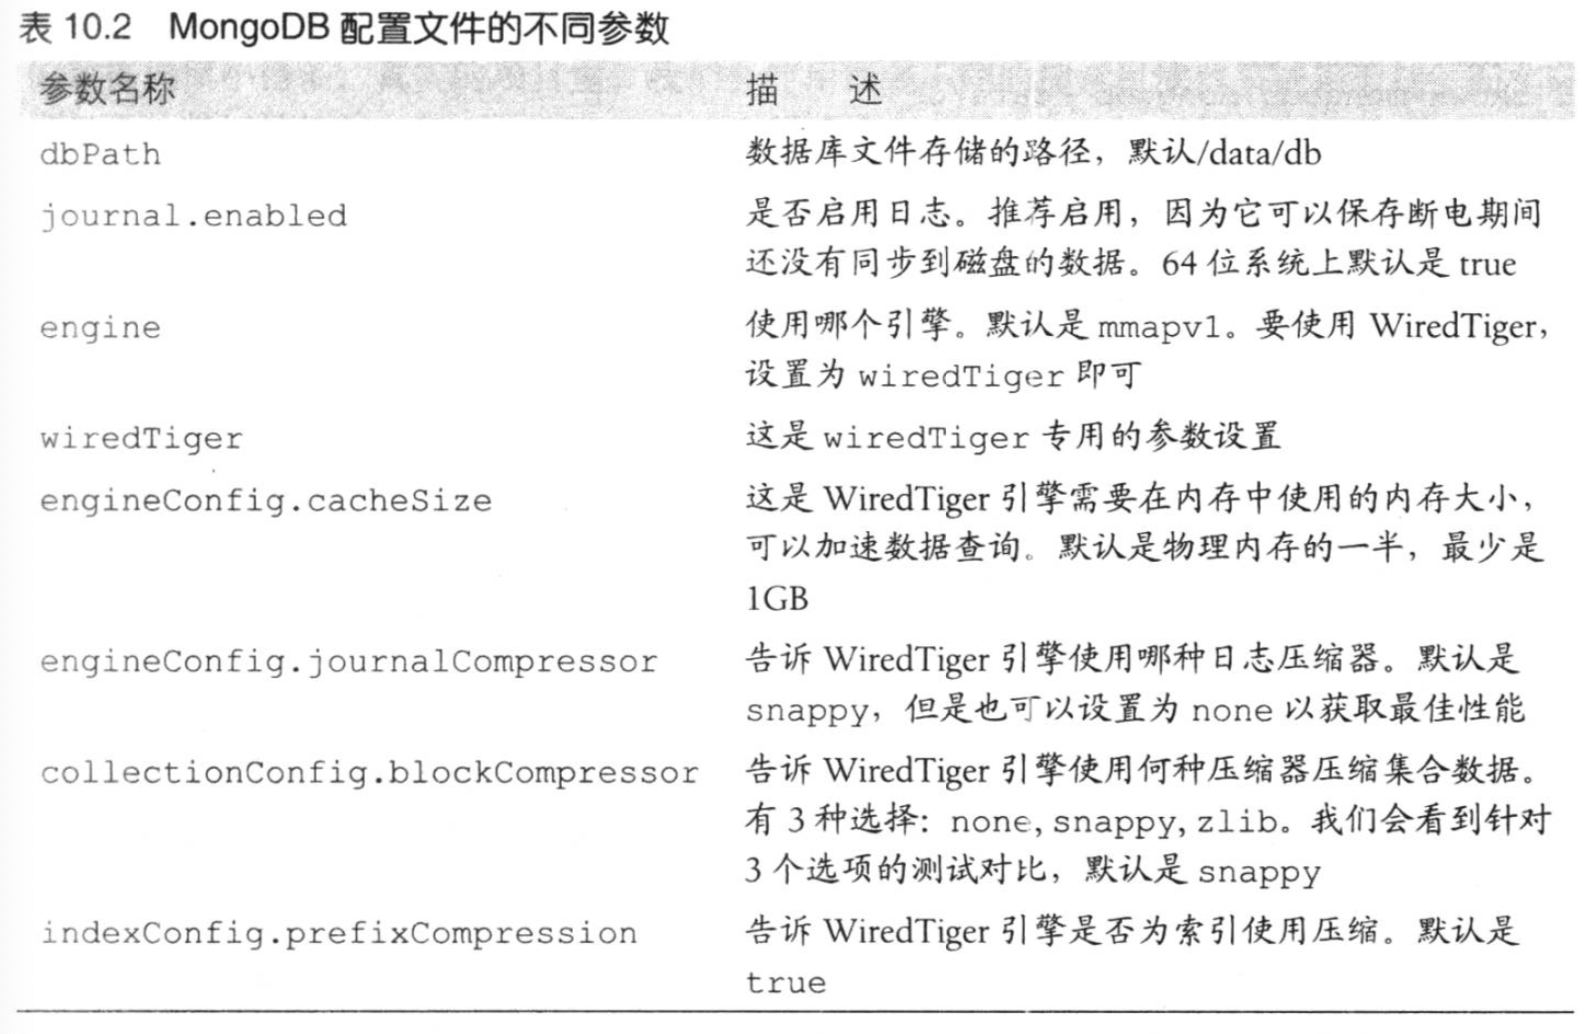 表 10.2 MongoDB 配置文件的不同参数
参数名称 描 述
dbPath 数据库文件存储的路径，默认/data/db
journal.enabled 是否启用日志。推荐启用，因为它可以保存断电期间
还没有同步到磁盘的数据。64 位系统上默认是 true
engine 使用哪个引擎。默认是 mmapv1。要使用 WiredTiger，
设置为 wiredTiger 即可
wiredTiger 这是 wiredTiger 专用的参数设置
engineConfig.cacheSize 这是 WiredTiger 引擎需要在内存中使用的内存大小，
可以加速数据查询。默认是物理内存的一半，最少是
1GB
engineConfig.journalCompressor 告诉 WiredTiger 引擎使用哪种日志压缩器。默认是
snappy，但是也可以设置为 none 以获取最佳性能
collectionConfig.blockCompressor 告诉 WiredTiger 引擎使用何种压缩器压缩集合数据。
有 3 种选择：none, snappy, zlib。我们会看到针对
3 个选项的测试对比，默认是 snappy
indexConfig.prefixCompression 告诉 WiredTiger 引擎是否为索引使用压缩。默认是
true